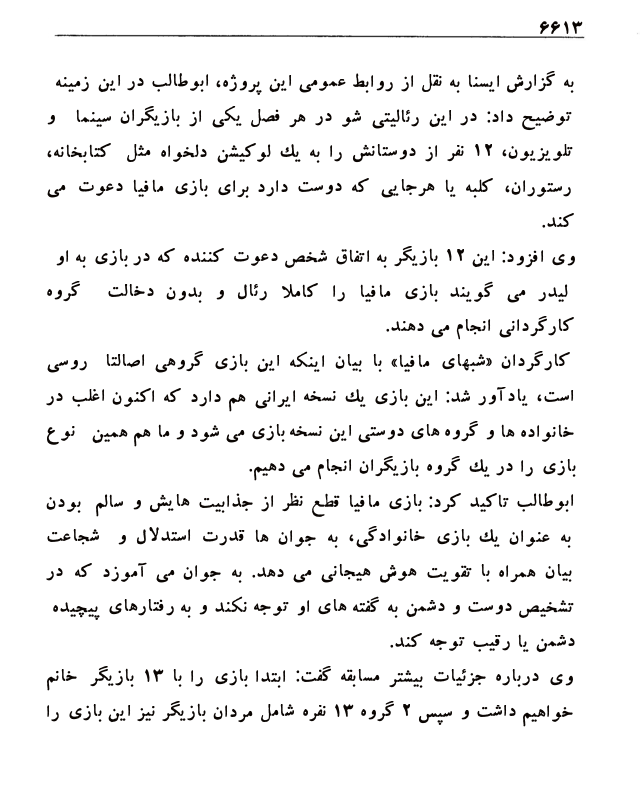 ۶۶۱۳
به گزارش ایسنا به نقل از روابط عمومی این پروژه، ابوطالب در این زمینه
توضیح داد: در این رئالیتی شو در هر فصل یکی از بازیگران سینما و
تلویزیون، ۱۲ نفر از دوستانش را به یك لوکیشن دلخواه مثل کتابخانه،
رستوران، کلبه یا هرجایی که دوست دارد برای بازی مافیا دعوت می
کند.
وی افزود: این ۱۲ بازیگر به اتفاق شخص دعوت کننده که در بازی به او
لیدر می گویند بازی مافیا را کاملا رئال و بدون دخالت گروه
کارگردانی انجام می دهند.
کارگردان «شبهای مافیا» با بیان اینکه این بازی گروهی اصالتا روسی
است، یادآور شد: این بازی یك نسخه ایرانی هم دارد که اکنون اغلب در
خانواده ها و گروه های دوستی این نسخه بازی می شود و ما هم همین نوع
بازی را در یك گروه بازیگران انجام می دهیم.
ابوطالب تاکید کرد: بازی مافیا قطع نظر از جذابیت هایش و سالم بودن
به عنوان یك بازی خانوادگی، به جوان ها قدرت استدلال و شجاعت
بیان همراه با تقویت هوش هیجانی می دهد. به جوان می آموزد که در
تشخیص دوست و دشمن به گفته های او توجه نکند و به رفتارهای پیچیده
دشمن یا رقیب توجه کند.
وی درباره جزئیات بیشتر مسابقه گفت: ابتدا بازی را با ۱۳ بازیگر خانم
خواهیم داشت و سپس ۲ گروه ۱۳ نفره شامل مردان بازیگر نیز این بازی را